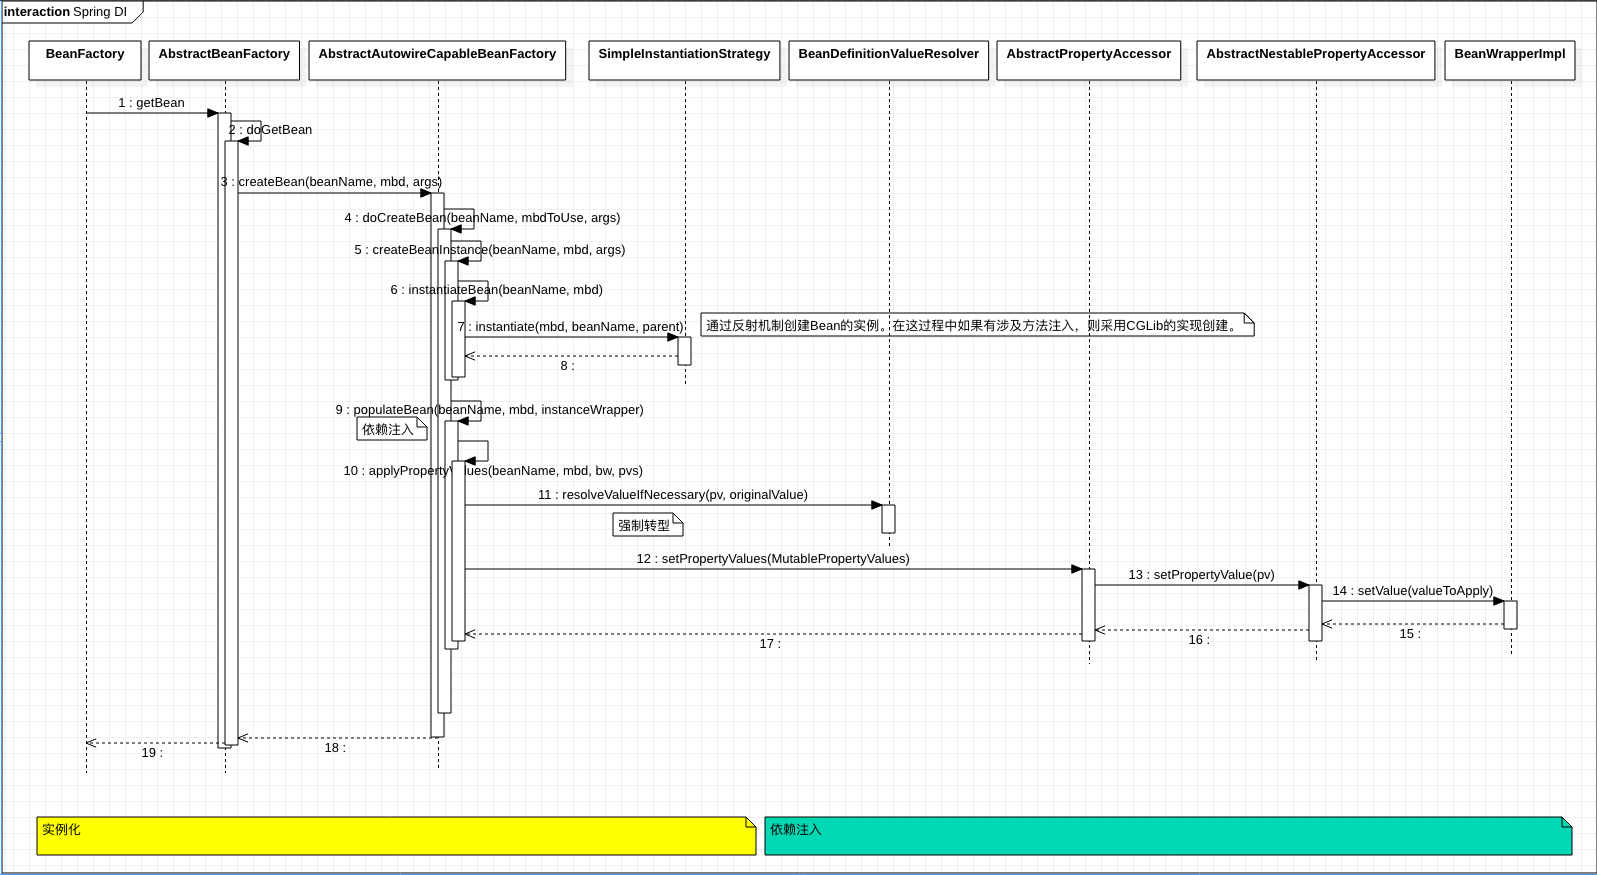 interaction Spring DI
BeanFactory
AbstractBeanFactory
AbstractAutowireCapableBeanFactory
SimpleInstantiationStrategy
BeanDefinitionValueResolver
AbstractPropertyAccessor
AbstractNestablePropertyAccessor
BeanWrapperImpl
1 : getBean
2 : doGetBean
3 : createBean(beanName, mbd, args)
4 : doCreateBean(beanName, mbdToUse, args)
5 : createBeanInstance(beanName, mbd, args)
6 : instantiateBean(beanName, mbd)
7 : instantiate(mbd, beanName, parent)
通过反射机制创建Bean的实例。在这过程中如果有涉及方法注入，则采用CGLib的实现创建。
8 :
9 : populateBean(beanName, mbd, instanceWrapper)
依赖注入
10 : applyPropertyValues(beanName, mbd, bw, pvs)
11 : resolveValueIfNecessary(pv, originalValue)
强制转型
12 : setPropertyValues(MutablePropertyValues)
13 : setPropertyValue(pv)
14 : setValue(valueToApply)
15 :
16 :
17 :
18 :
19 :
实例化
依赖注入